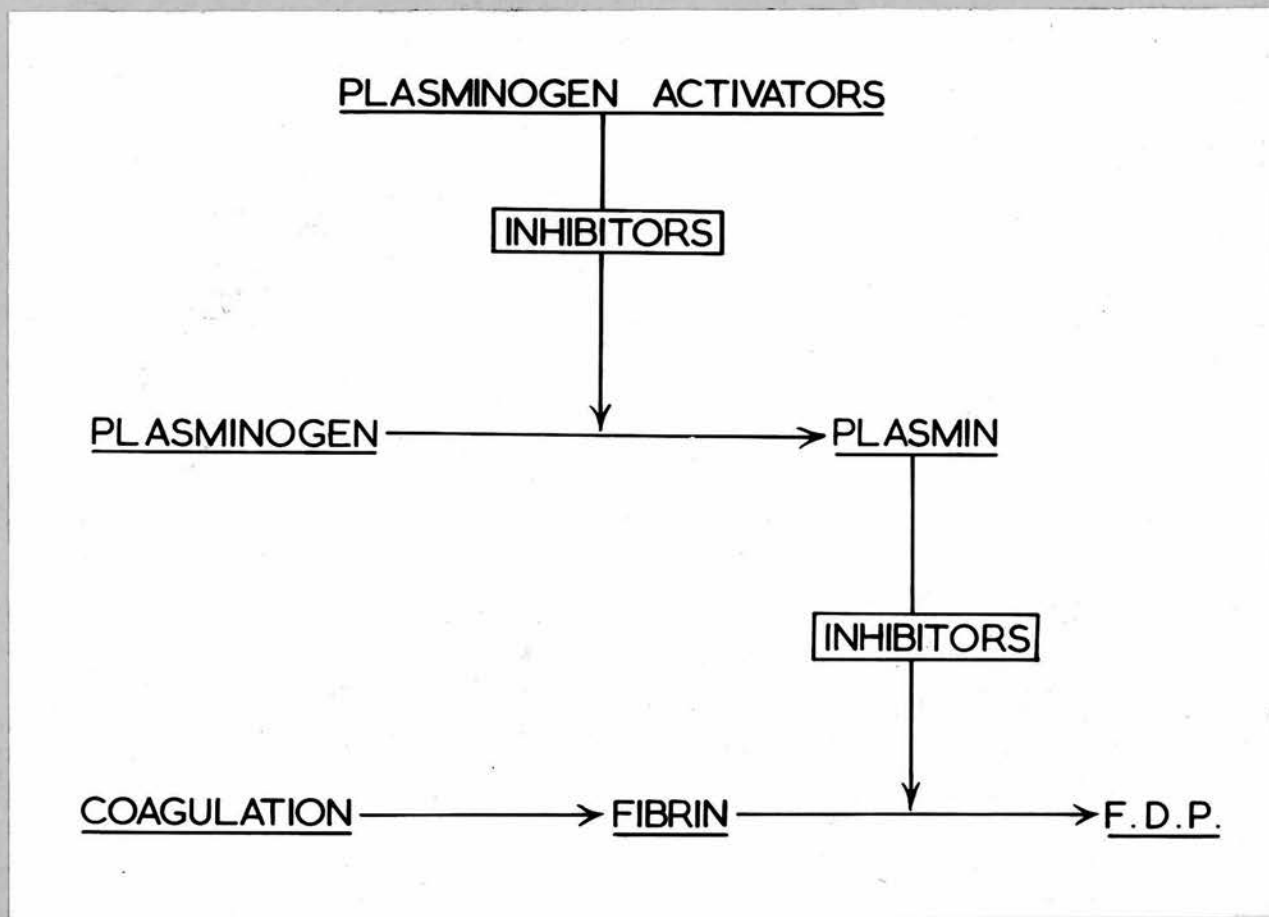 PLASMINOGEN ACTIVATORS
INHIBITORS
PLASMINOGEN PLASMIN
INHIBITORS
COAGULATION FIBRIN F.D.P.